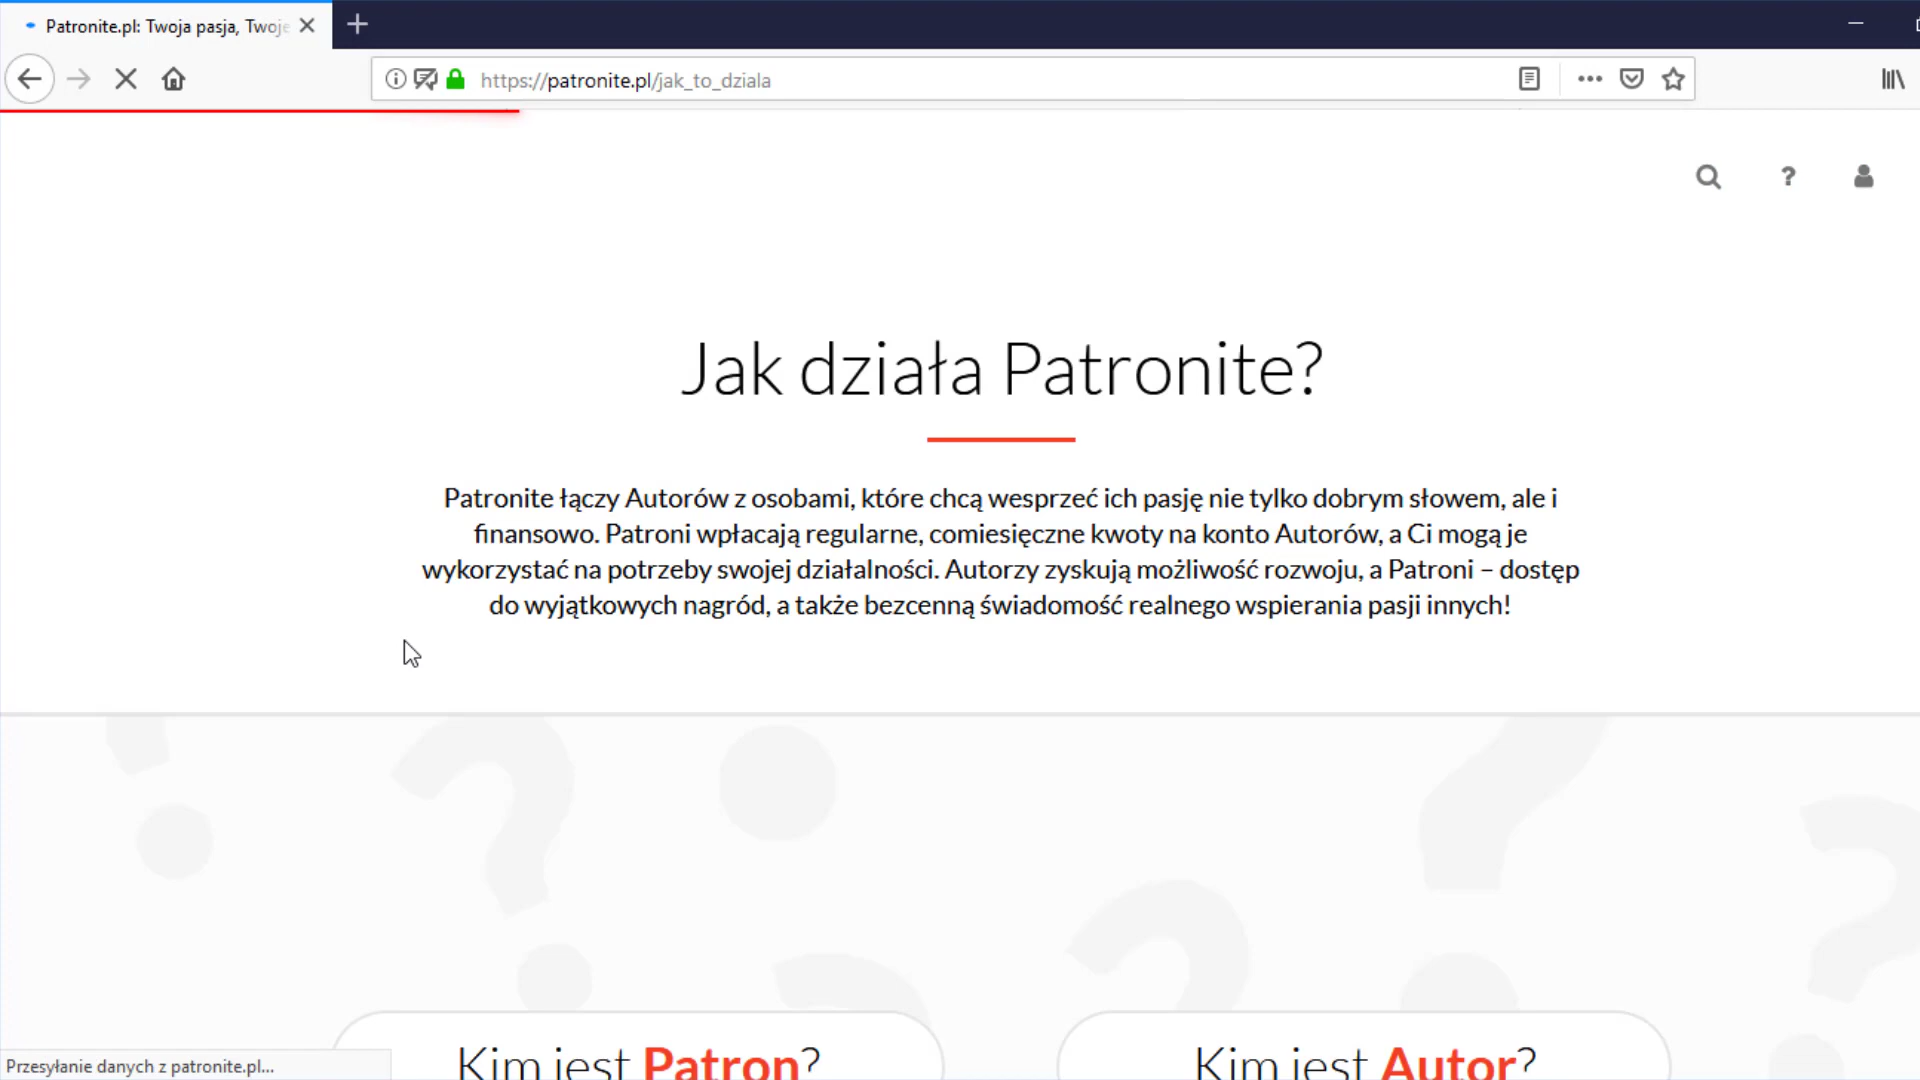 Patronite.pl: Twoja pasja, Twoje
https://patronite.pl/jak_to_dziala
Jak działa Patronite?
Patronite łączy Autorów z osobami, które chcą wesprzeć ich pasję nie tylko dobrym słowem, ale i
finansowo. Patroni wpłacają regularne, comiesięczne kwoty na konto Autorów, a Ci mogą je
wykorzystać na potrzeby swojej działalności. Autorzy zyskują możliwość rozwoju, a Patroni – dostęp
do wyjątkowych nagród, a także bezcenną świadomość realnego wspierania pasji innych!
Kim jest Patron?
Kim jest Autor?
Przesyłanie danych z patronite.pl...